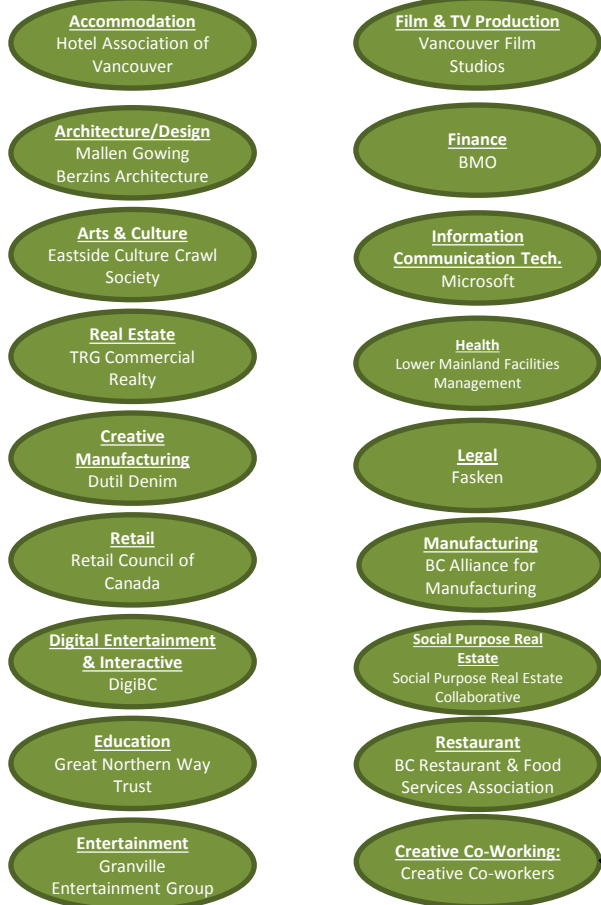 Accommodation
Hotel Association of
Vancouver
Architecture/Design
Mallen Gowing
Berzins Architecture
Arts & Culture
Eastside Culture Crawl
Society
Real Estate
TRG Commercial
Realty
Creative
Manufacturing
Dutil Denim
Retail
Retail Council of
Canada
Digital Entertainment
& Interactive
DigiBC
Education
Great Northern Way
Trust
Entertainment
Granville
Entertainment Group
Film & TV Production
Vancouver Film
Studios
Finance
BMO
Information
Communication Tech.
Microsoft
Health
Lower Mainland Facilities
Management
Legal
Fasken
Manufacturing
BC Alliance for
Manufacturing
Social Purpose Real
Estate
Social Purpose Real Estate
Collaborative
Restaurant
BC Restaurant & Food
Services Association
Creative Co-Working:
Creative Co-workers